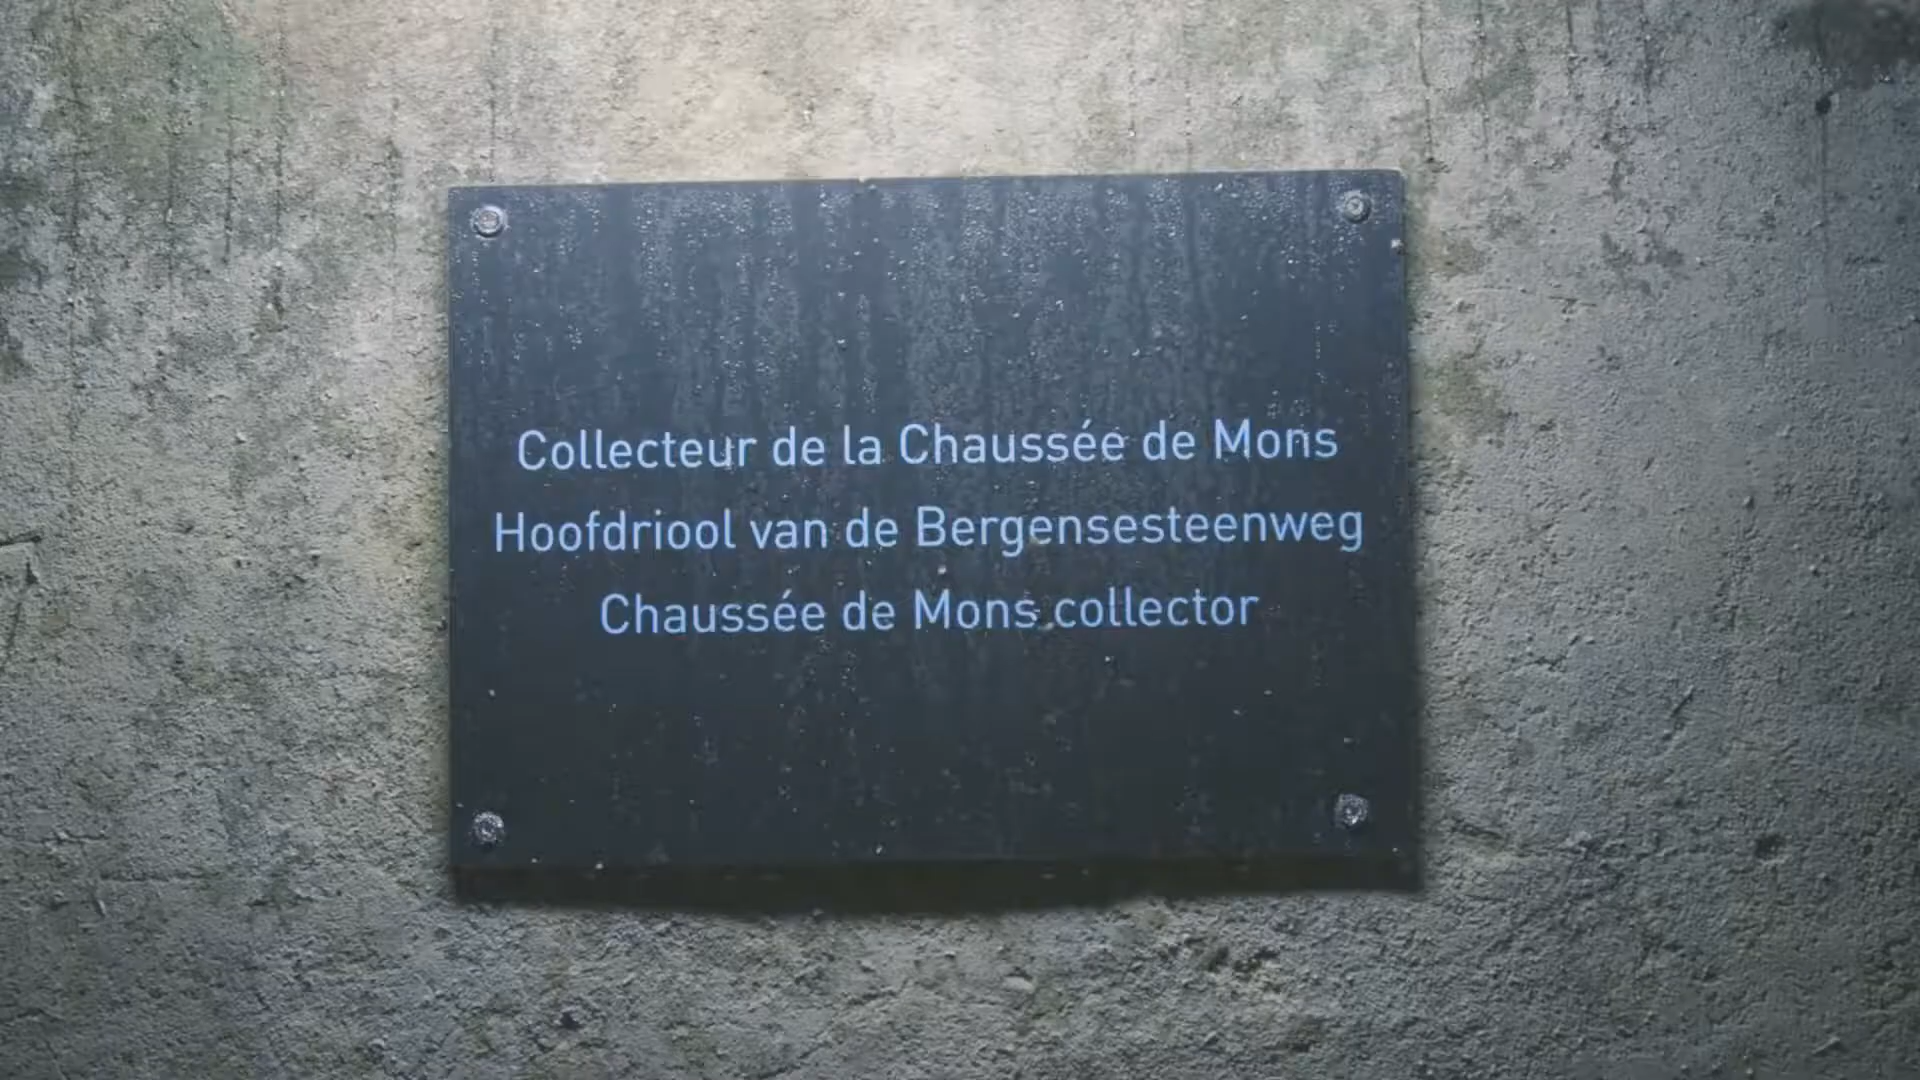 Collecteur de la Chaussée de Mons
Hoofdriool van de Bergensesteenweg
Chaussée de Mons collector